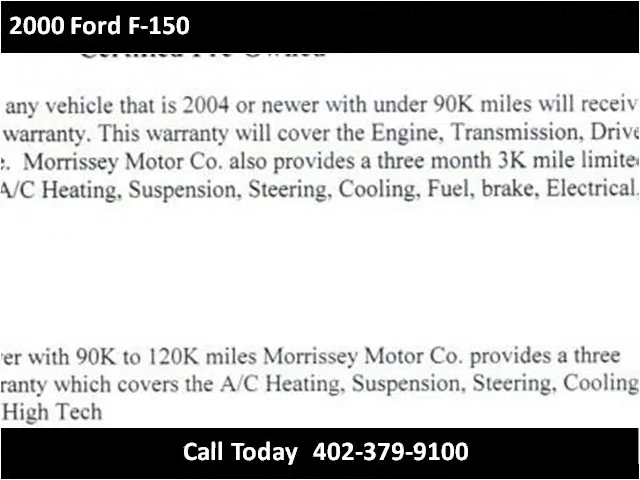 2000 Ford F-150
Certified Pre-Owned
any vehicle that is 2004 or newer with under 90K miles will receiv
warranty. This warranty will cover the Engine, Transmission, Drive
e. Morrissey Motor Co. also provides a three month 3K mile limite
A/C Heating, Suspension, Steering, Cooling, Fuel, brake, Electrical,
er with 90K to 120K miles Morrissey Motor Co. provides a three
ranty which covers the A/C Heating, Suspension, Steering, Cooling
High Tech
Call Today 402-379-9100